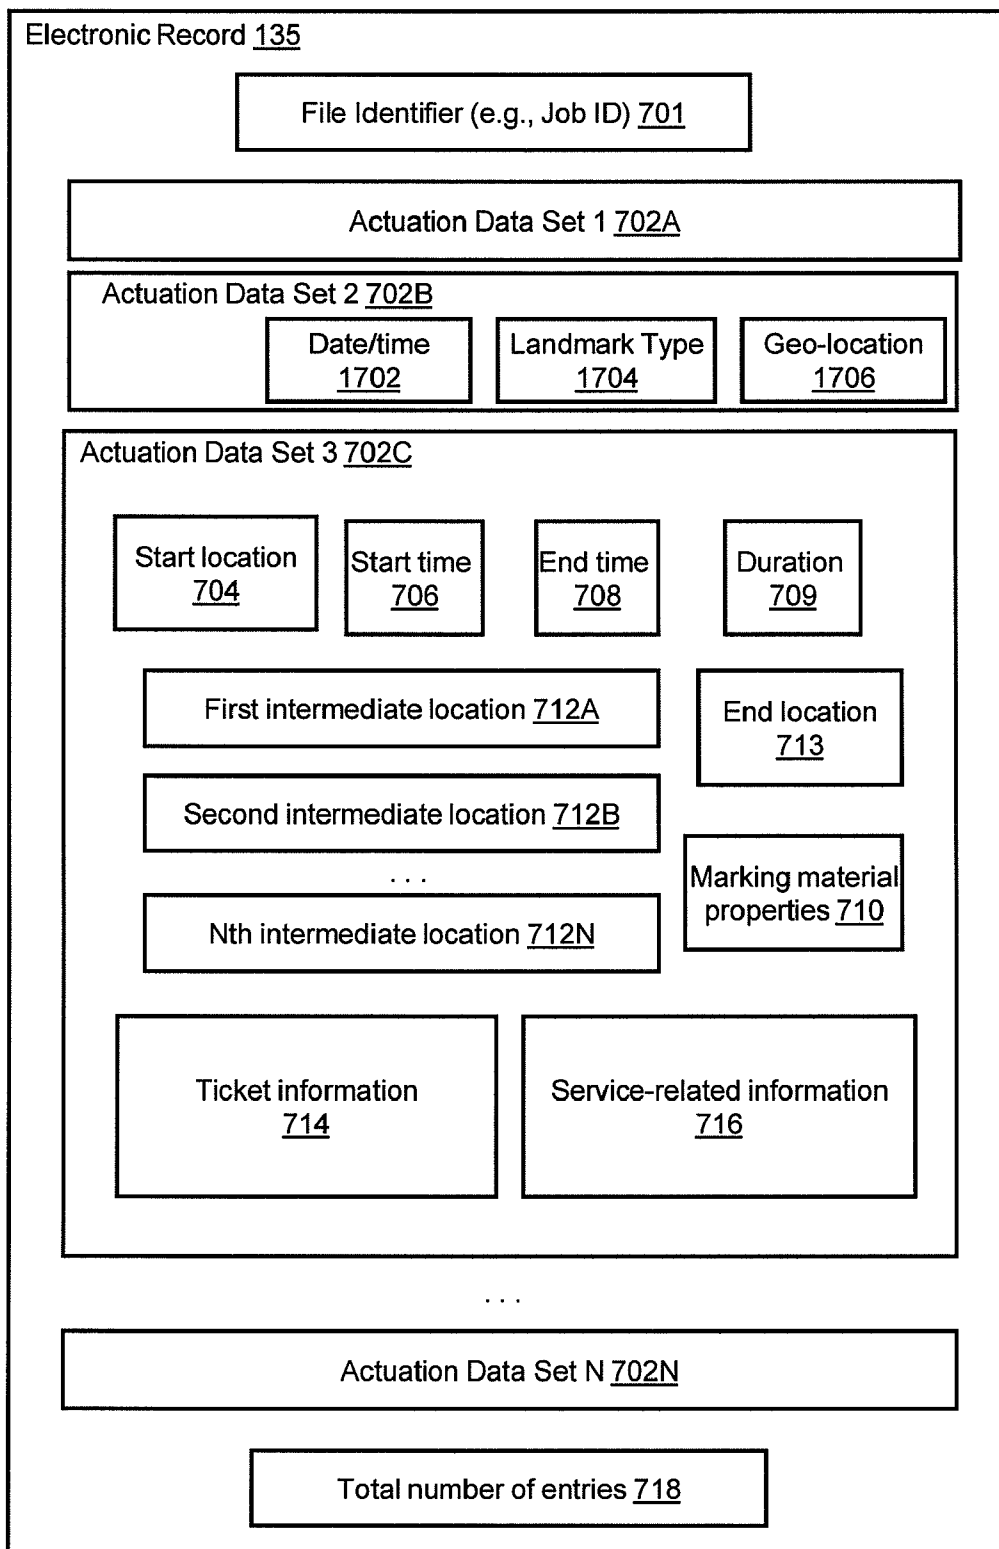 Electronic Record 135
File Identifier (e.g., Job ID) 701
Actuation Data Set 1 702A
Actuation Data Set 2 702B
Date/time
1702
Landmark Type
1704
Geo-location
1706
Actuation Data Set 3 702C
Start location
704
Start time
706
End time
708
Duration
709
First intermediate location 712A
End location
713
Second intermediate location 712B
. . .
Marking material
properties 710
Nth intermediate location 712N
Ticket information
714
Service-related information
716
. . .
Actuation Data Set N 702N
Total number of entries 718